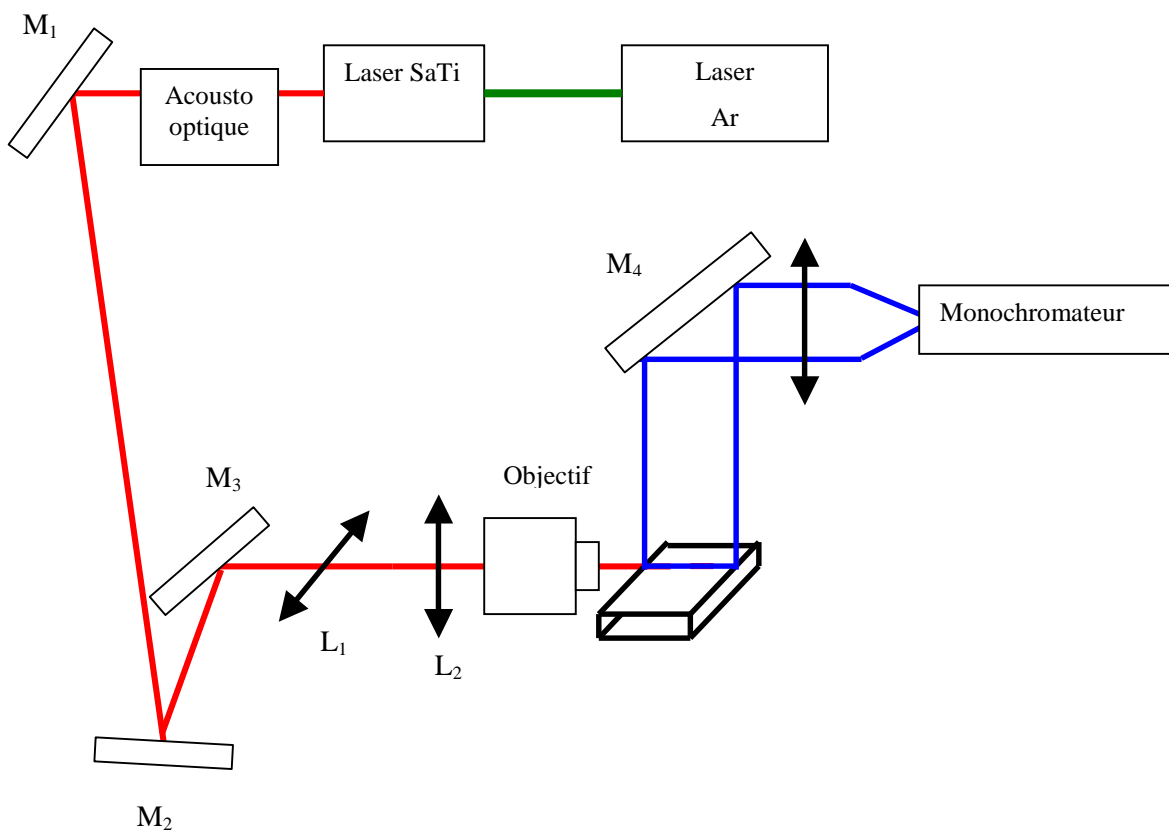 M₁
Laser SaTi
Laser
Ar
Acousto
optique
M₄
Monochromateur
M₃
Objectif
L₁
L₂
M₂